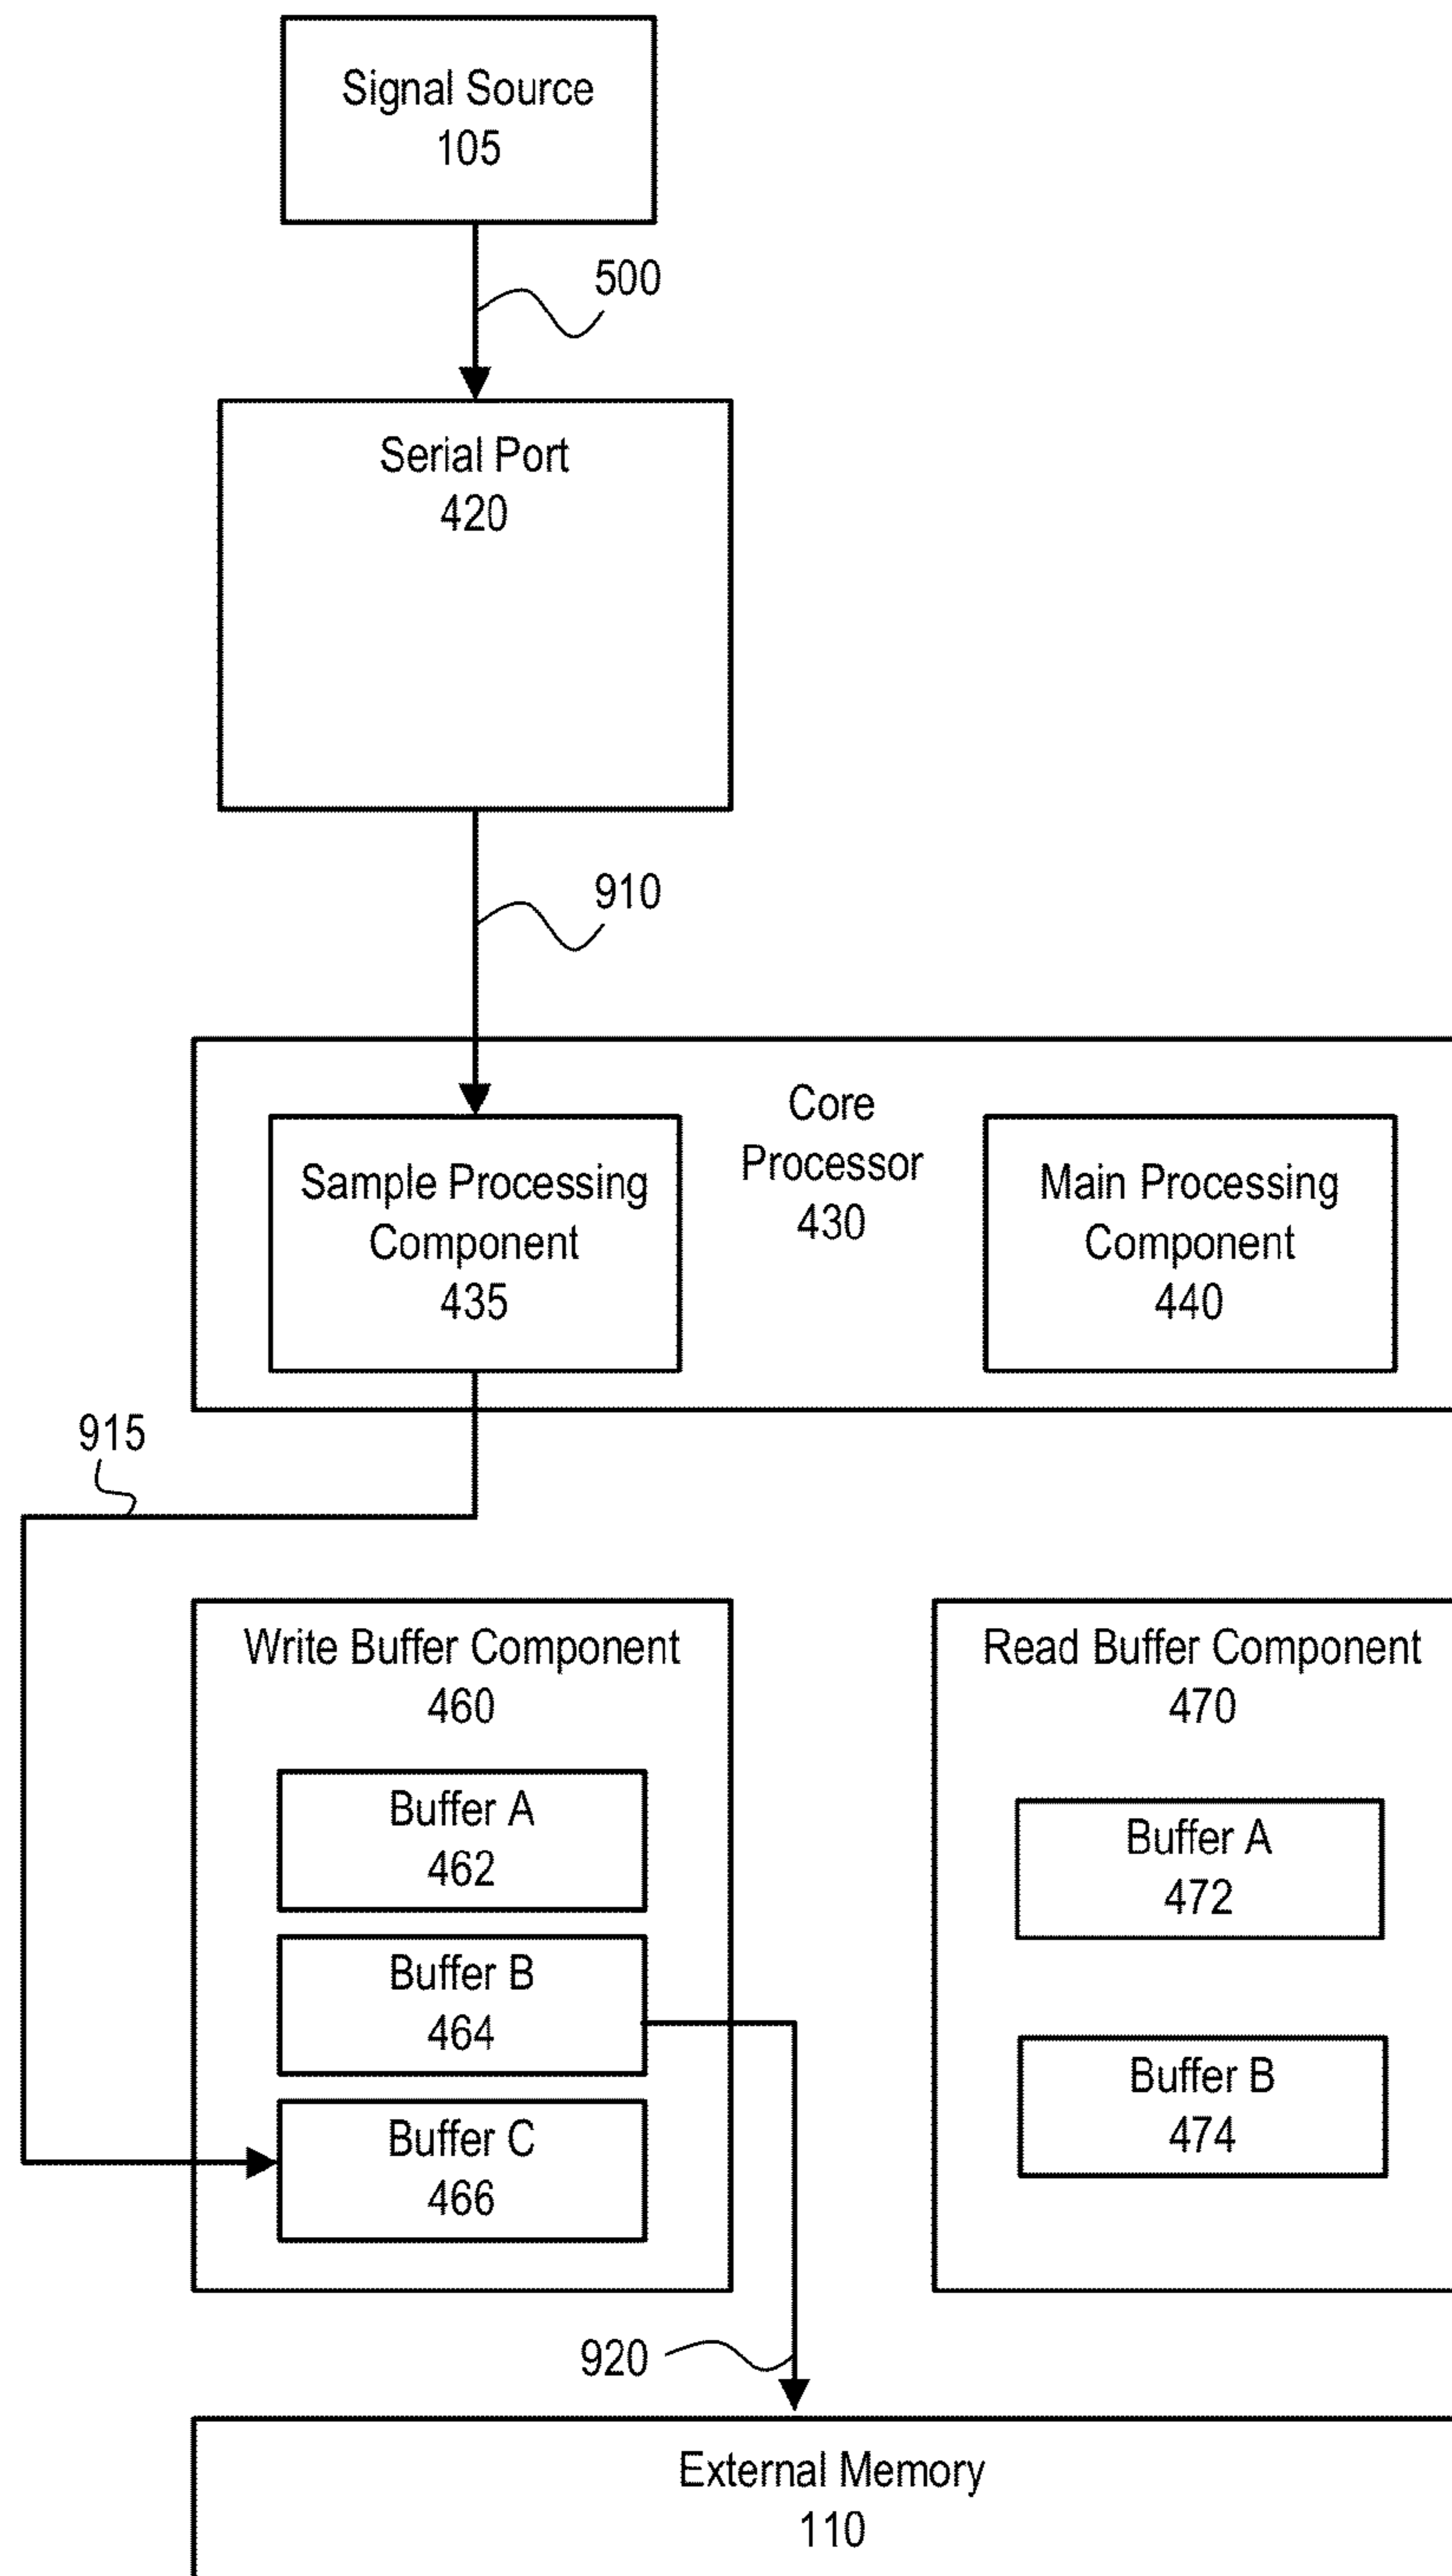 Signal Source
105
500
Serial Port
420
910
Core
Processor
430
Sample Processing
Component
435
Main Processing
Component
440
915
Write Buffer Component
460
Buffer A
462
Buffer B
464
Buffer C
466
Read Buffer Component
470
Buffer A
472
Buffer B
474
920
External Memory
110